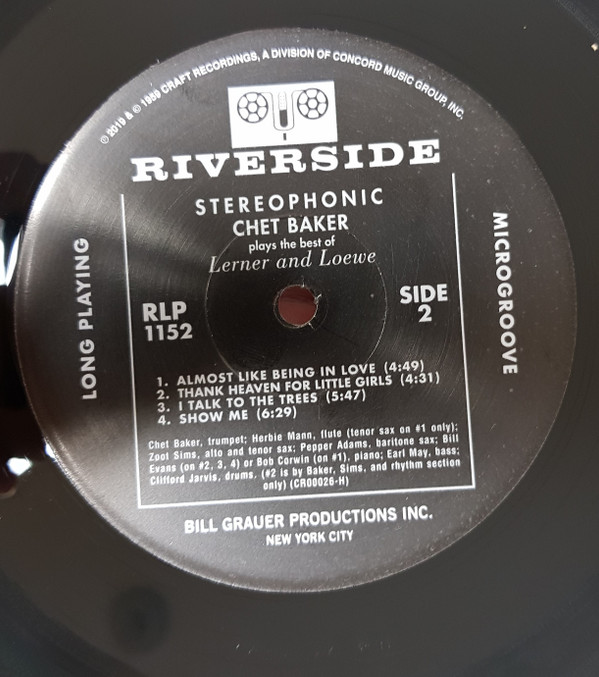 ℗ 2019 & © 1959 CRAFT RECORDINGS, A DIVISION OF CONCORD MUSIC GROUP, INC.
RIVERSIDE
STEREOPHONIC
CHET BAKER
plays the best of
Lerner and Loewe
LONG PLAYING
MICROGROOVE
RLP
1152
SIDE
2
1. ALMOST LIKE BEING IN LOVE (4:49)
2. THANK HEAVEN FOR LITTLE GIRLS (4:31)
3. I TALK TO THE TREES (5:47)
4. SHOW ME (6:29)
Chet Baker, trumpet; Herbie Mann, flute (tenor sax on #1 only);
Zoot Sims, alto and tenor sax; Pepper Adams, baritone sax; Bill
Evans (on #2, 3, 4) or Bob Corwin (on #1), piano; Earl May, bass;
Clifford Jarvis, drums. (#2 is by Baker, Sims, and rhythm section
only) (CR00026-H)
BILL GRAUER PRODUCTIONS INC.
NEW YORK CITY